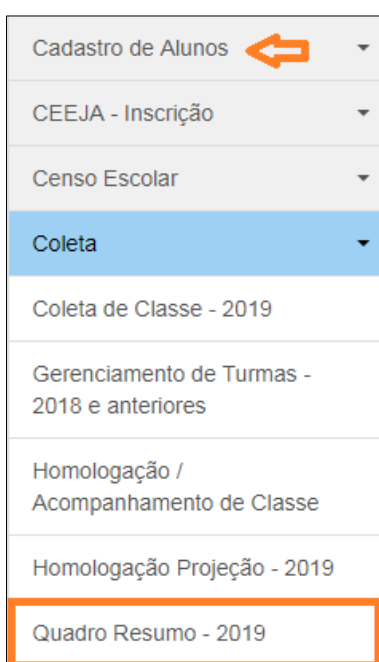 Cadastro de Alunos
CEEJA - Inscrição
Censo Escolar
Coleta
Coleta de Classe - 2019
Gerenciamento de Turmas -
2018 e anteriores
Homologação /
Acompanhamento de Classe
Homologação Projeção - 2019
Quadro Resumo - 2019